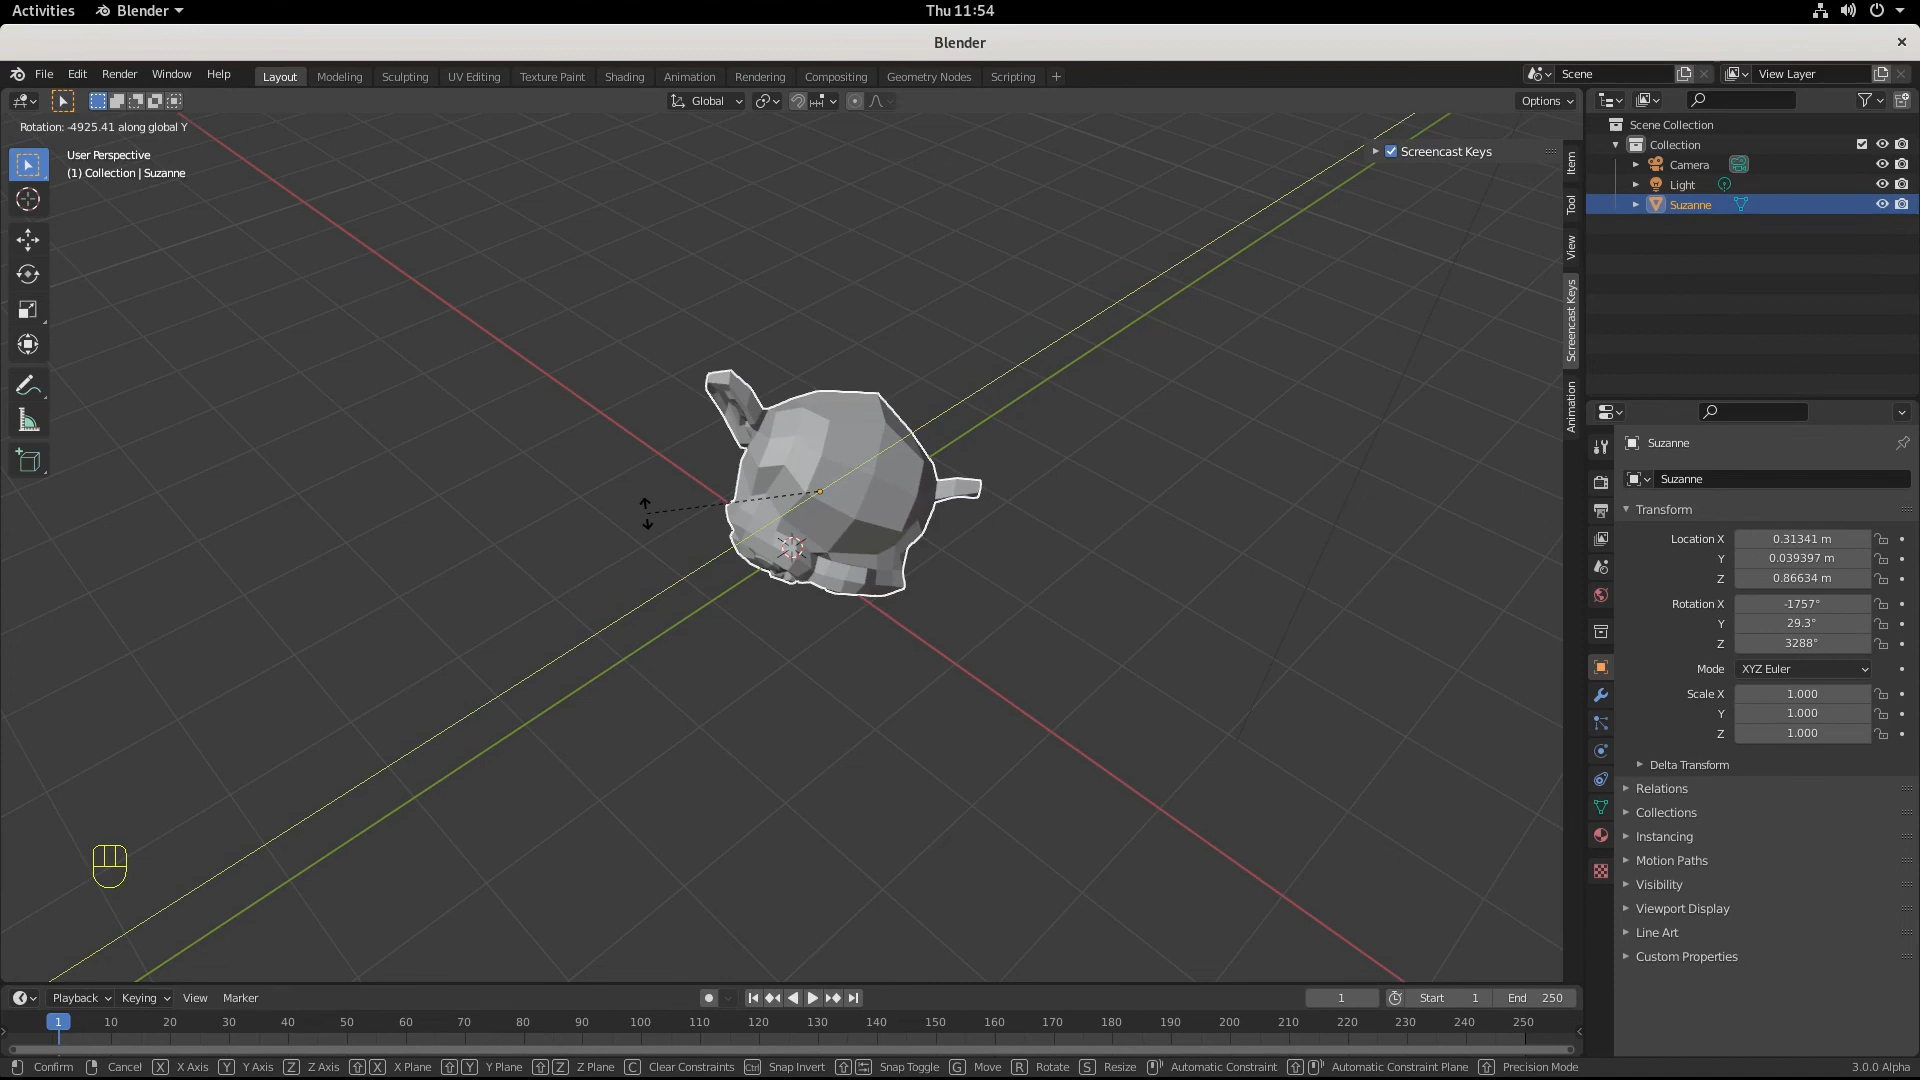 Activities Blender Thu 11:54
Blender
File Edit Render Window Help Layout Modeling Sculpting UV Editing Texture Paint Shading Animation Rendering Compositing Geometry Nodes Scripting + Scene View Layer
Global Options
Rotation: -4925.41 along global Y
User Perspective
(1) Collection | Suzanne
Screencast Keys
Item
Tool
View
Screencast Keys
Animation
Scene Collection
Collection
Camera
Light
Suzanne
Suzanne
Suzanne
Transform
Location X 0.31341 m
Y 0.039397 m
Z 0.86634 m
Rotation X -1757°
Y 29.3°
Z 3288°
Mode XYZ Euler
Scale X 1.000
Y 1.000
Z 1.000
Delta Transform
Relations
Collections
Instancing
Motion Paths
Visibility
Viewport Display
Line Art
Custom Properties
Playback Keying View Marker 1 Start 1 End 250
1 10 20 30 40 50 60 70 80 90 100 110 120 130 140 150 160 170 180 190 200 210 220 230 240 250
Confirm Cancel X X Axis Y Y Axis Z Z Axis X X Plane Y Y Plane Z Z Plane C Clear Constraints Ctrl Snap Invert Snap Toggle G Move R Rotate S Resize Automatic Constraint Automatic Constraint Plane Precision Mode 3.0.0 Alpha